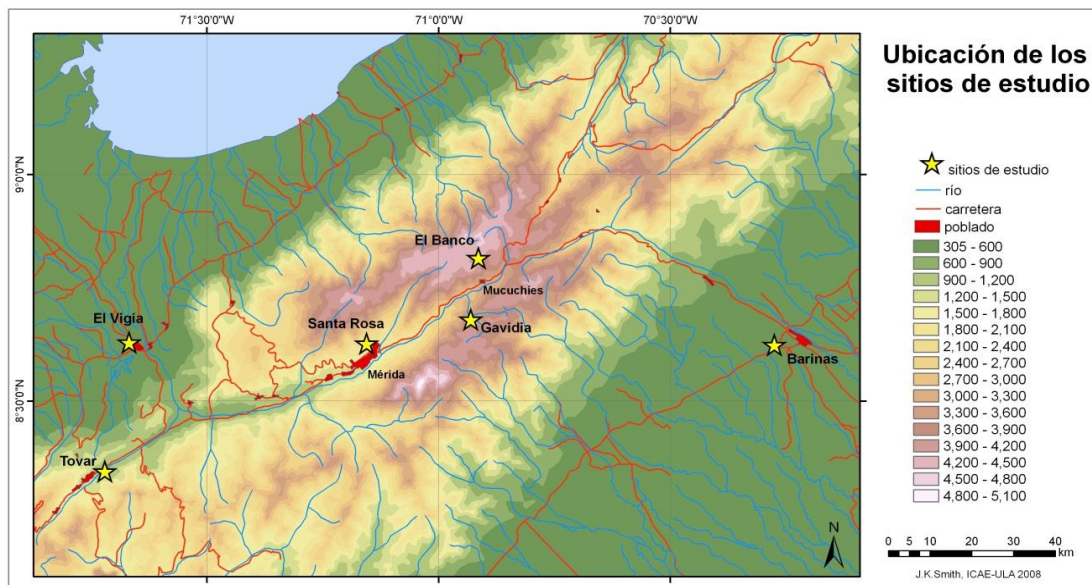 71°30'0"W
71°0'0"W
70°30'0"W
9°0'0"N
8°30'0"N
El Banco
Mucuchies
El Vigía
Santa Rosa
Gavidia
Mérida
Barinas
Tovar
Ubicación de los
sitios de estudio
sitios de estudio
río
carretera
poblado
305 - 600
600 - 900
900 - 1,200
1,200 - 1,500
1,500 - 1,800
1,800 - 2,100
2,100 - 2,400
2,400 - 2,700
2,700 - 3,000
3,000 - 3,300
3,300 - 3,600
3,600 - 3,900
3,900 - 4,200
4,200 - 4,500
4,500 - 4,800
4,800 - 5,100
N
0 5 10 20 30 40
km
J.K.Smith, ICAE-ULA 2008